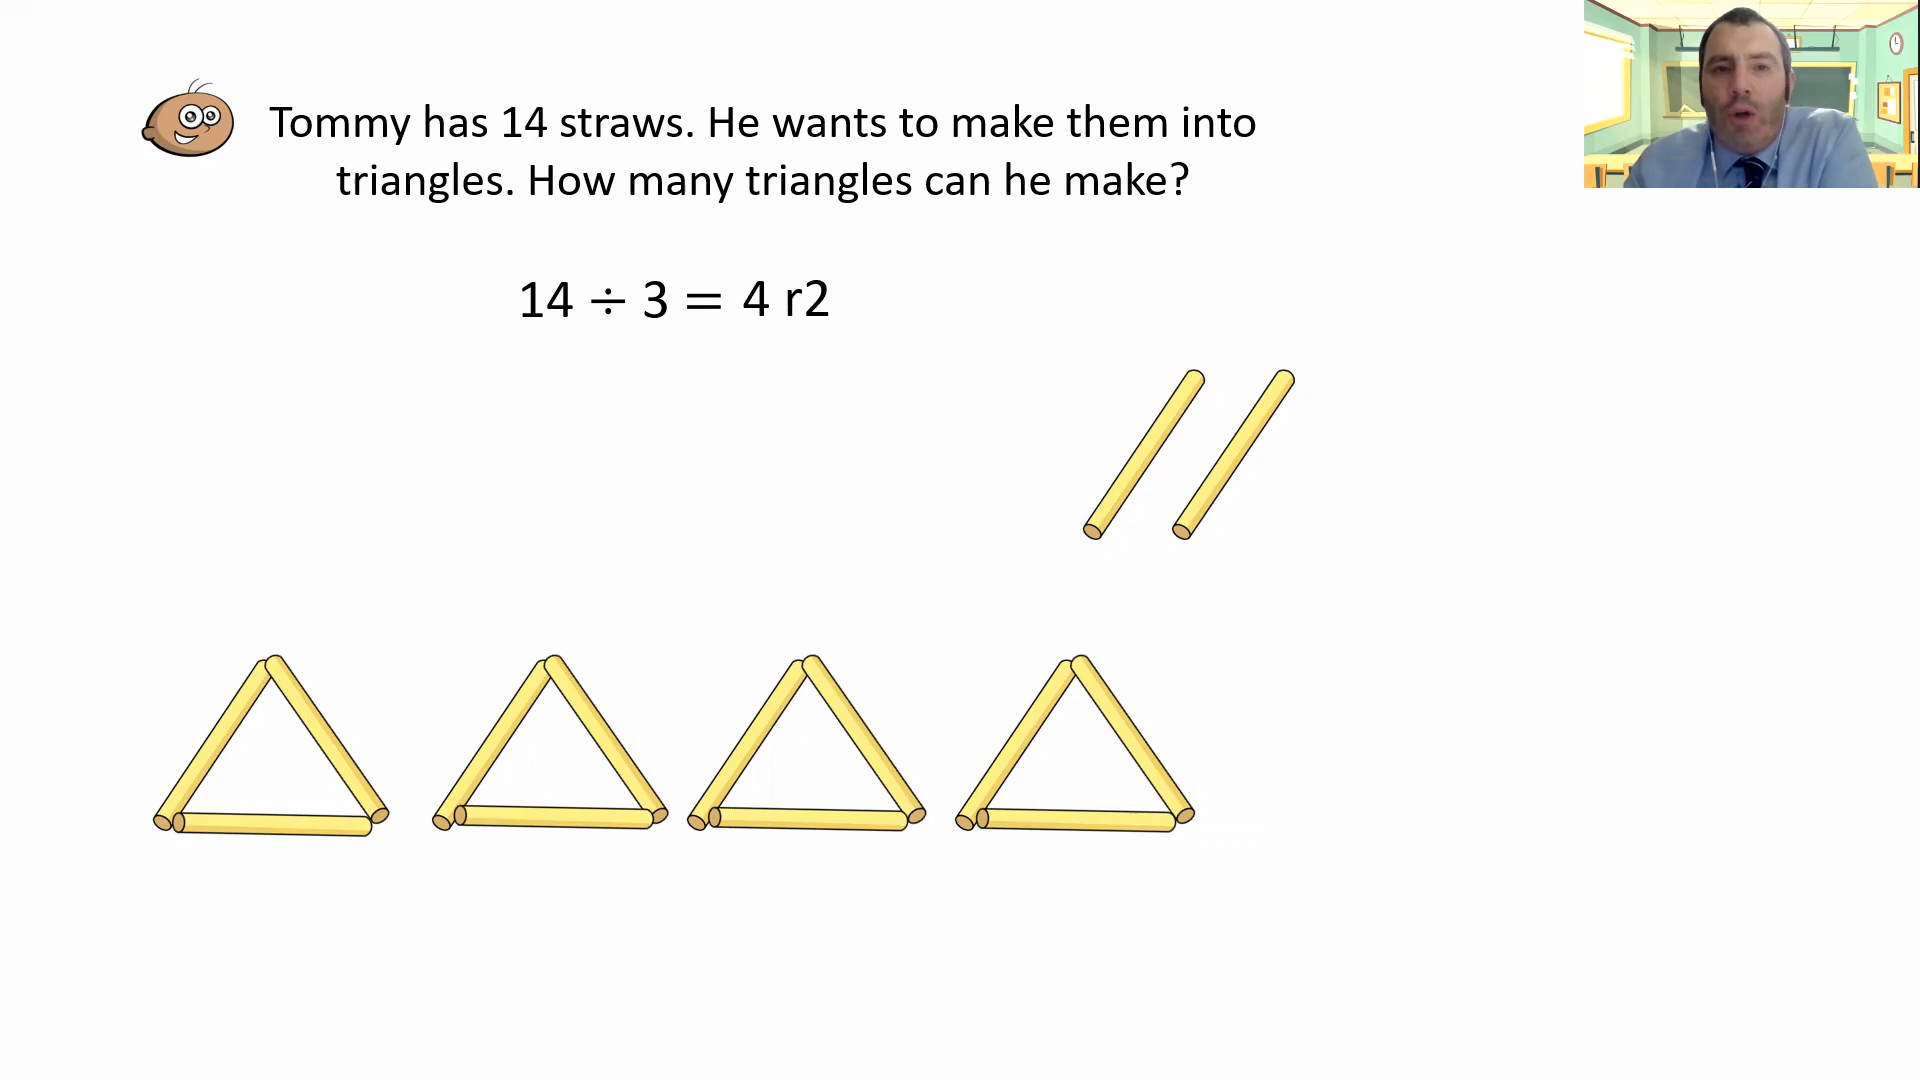 Tommy has 14 straws. He wants to make them into
triangles. How many triangles can he make?
14 ÷ 3 = 4 r2